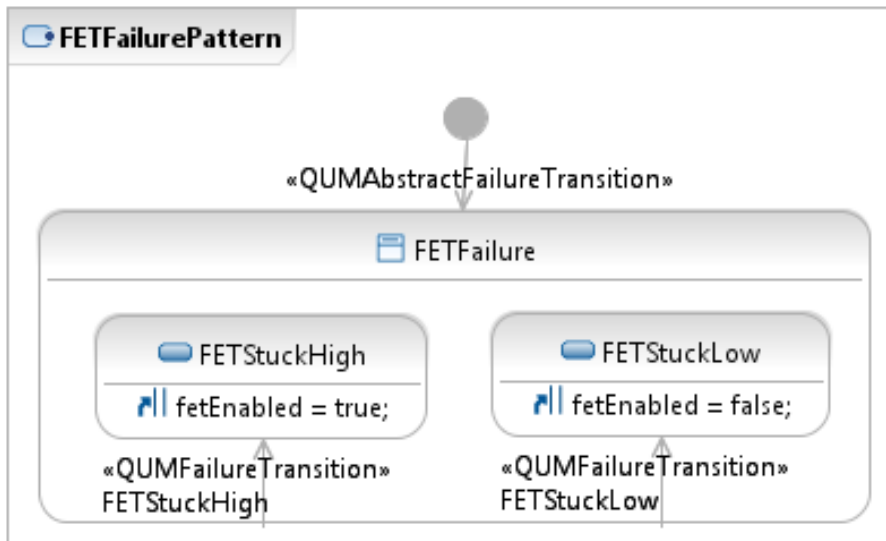 FETFailurePattern
«QUMAbstractFailureTransition»
FETFailure
FETStuckHigh
fetEnabled = true;
«QUMFailureTransition»
FETStuckHigh
FETStuckLow
fetEnabled = false;
«QUMFailureTransition»
FETStuckLow